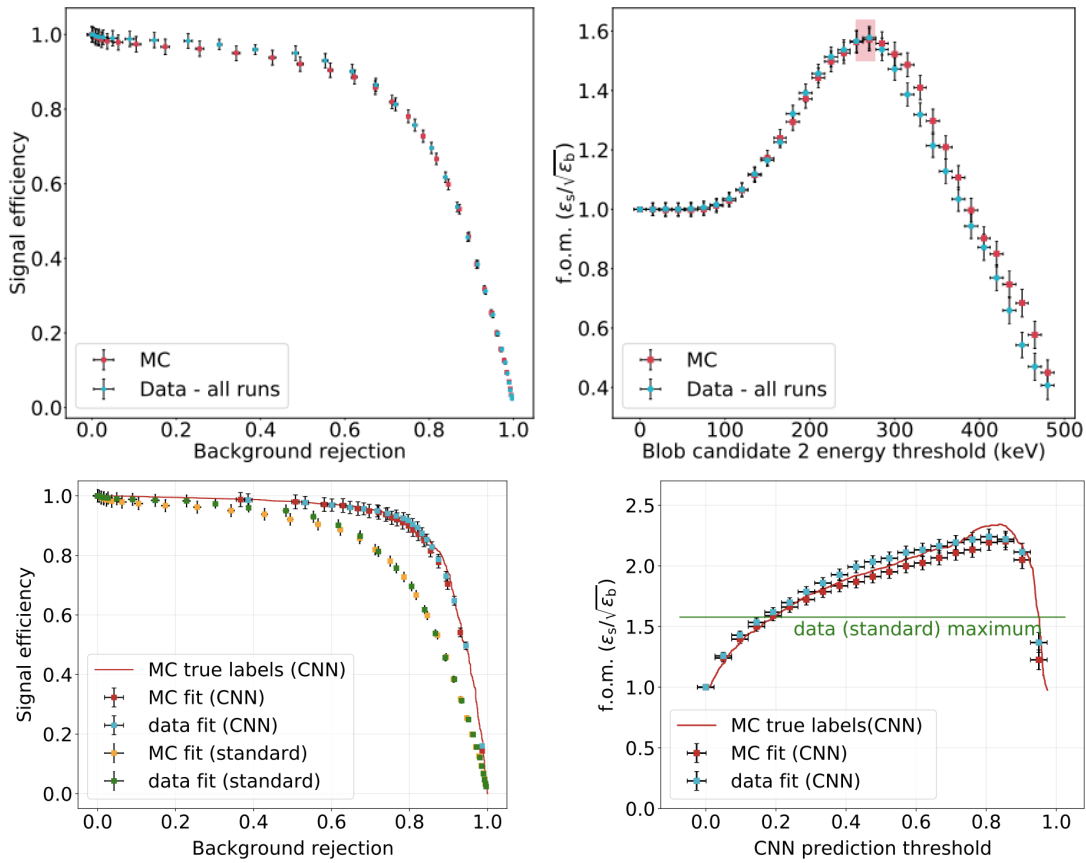 1.0
0.8
0.6
0.4
0.2
0.0
Signal efficiency
MC
Data - all runs
0.0 0.2 0.4 0.6 0.8 1.0
Background rejection
1.6
1.4
1.2
1.0
0.8
0.6
0.4
f.o.m. (εs/√εb)
MC
Data - all runs
0 100 200 300 400 500
Blob candidate 2 energy threshold (keV)
1.0
0.8
0.6
0.4
0.2
0.0
Signal efficiency
MC true labels (CNN)
MC fit (CNN)
data fit (CNN)
MC fit (standard)
data fit (standard)
0.0 0.2 0.4 0.6 0.8 1.0
Background rejection
2.5
2.0
1.5
1.0
0.5
0.0
f.o.m. (εs/√εb)
data (standard) maximum
MC true labels(CNN)
MC fit (CNN)
data fit (CNN)
0.0 0.2 0.4 0.6 0.8 1.0
CNN prediction threshold